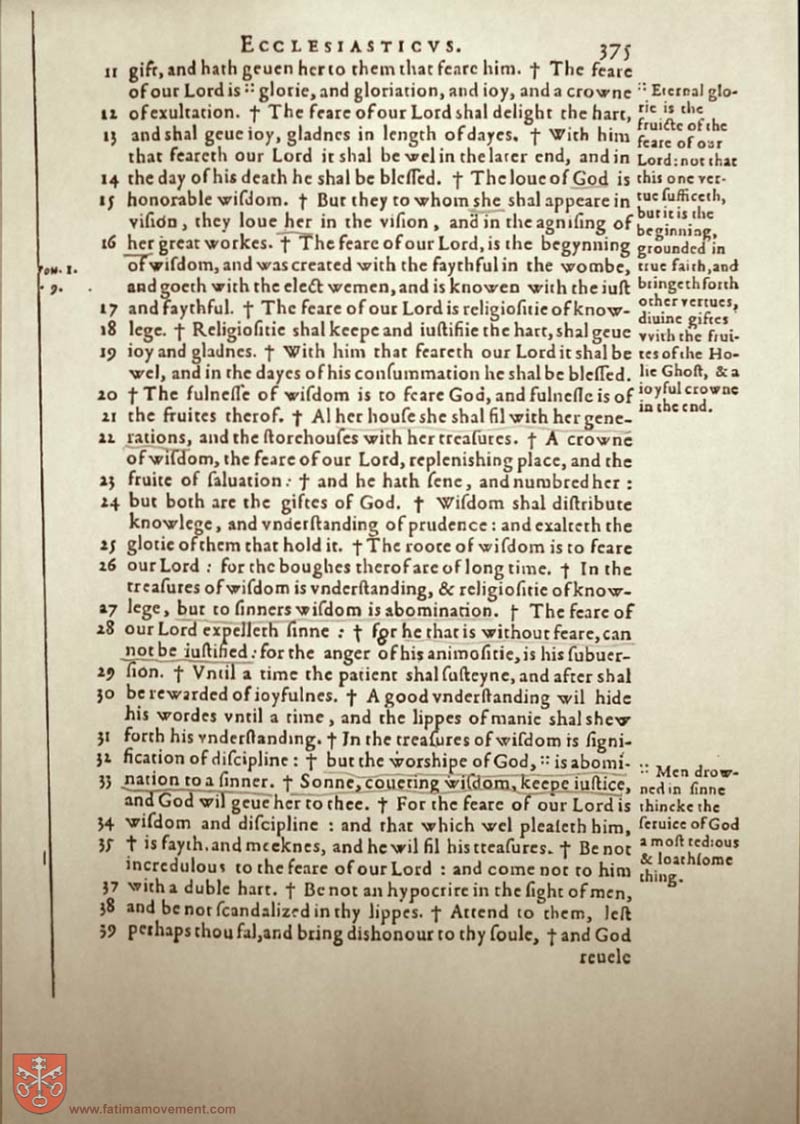 ECCLESIASTICVS.
375
11 gift, and hath geuen her to them that feare him. † The feare
of our Lord is :: glorie, and gloriation, and ioy, and a crowne
12 of exultation. † The feare of our Lord shal delight the hart,
13 and shal geue ioy, gladnes in length of dayes. † With him
that feareth our Lord it shal be wel in the later end, and in
14 the day of his death he shal be blessed. † The loue of God is
15 honorable wisdom. † But they to whom she shal appeare in
vision, they loue her in the vision, and in the agnising of
16 her great workes. † The feare of our Lord, is the begynning
of wisdom, and was created with the faythful in the wombe,
and goeth with the elect wemen, and is knowen with the iust
17 and faythful. † The feare of our Lord is religiositie of know-
18 lege. † Religiositie shal keepe and iustifiie the hart, shal geue
19 ioy and gladnes. † With him that feareth our Lord it shal be
wel, and in the dayes of his consummation he shal be blessed.
20 † The fulnesse of wisdom is to feare God, and fulnesse is of
21 the fruites therof. † Al her house she shal fil with her gene-
22 rations, and the storehouses with her treasures. † A crowne
of wisdom, the feare of our Lord, replenishing place, and the
23 fruite of saluation: † and he hath sene, and numbred her :
24 but both are the giftes of God. † Wisdom shal distribute
knowlege, and vnderstanding of prudence : and exalteth the
25 glorie of them that hold it. † The roote of wisdom is to feare
26 our Lord : for the boughes therof are of long time. † In the
treasures of wisdom is vnderstanding, & religiositie of know-
27 lege, but to sinners wisdom is abomination. † The feare of
28 our Lord expelleth sinne : † for he that is without feare, can
not be iustified : for the anger of his animositie, is his subuer-
29 sion. † Vntil a time the patient shal susteyne, and after shal
30 be rewarded of ioyfulnes. † A good vnderstanding wil hide
his wordes vntil a time, and the lippes of manie shal shew
31 forth his vnderstanding. † In the treasures of wisdom is signi-
32 fication of discipline : † but the worshipe of God, :: is abomi-
33 nation to a sinner. † Sonne, coueting wisdom, keepe iustice,
and God wil geue her to thee. † For the feare of our Lord is
34 wisdom and discipline : and that which wel pleaseth him,
35 † is fayth, and meeknes, and he wil fil his treasures. † Be not
incredulous to the feare of our Lord : and come not to him
37 with a duble hart. † Be not an hypocrite in the sight of men,
38 and be not scandalized in thy lippes. † Attend to them, lest
39 perhaps thou fal, and bring dishonour to thy soule, † and God
reuele
:: Eternal glo-
rie is the
fruicte of the
feare of our
Lord: not that
this one ver-
tue sufficeth,
but it is the
beginning,
grounded in
true faith, and
bringeth forth
other vertues,
diuine giftes
vvith the frui-
tes of the Ho-
lie Ghost, & a
ioyful crowne
in the end.
:: Men drow-
ned in sinne
thincke the
seruice of God
a most tedious
& loathsome
thing.
1.
9.
www.fatimamovement.com